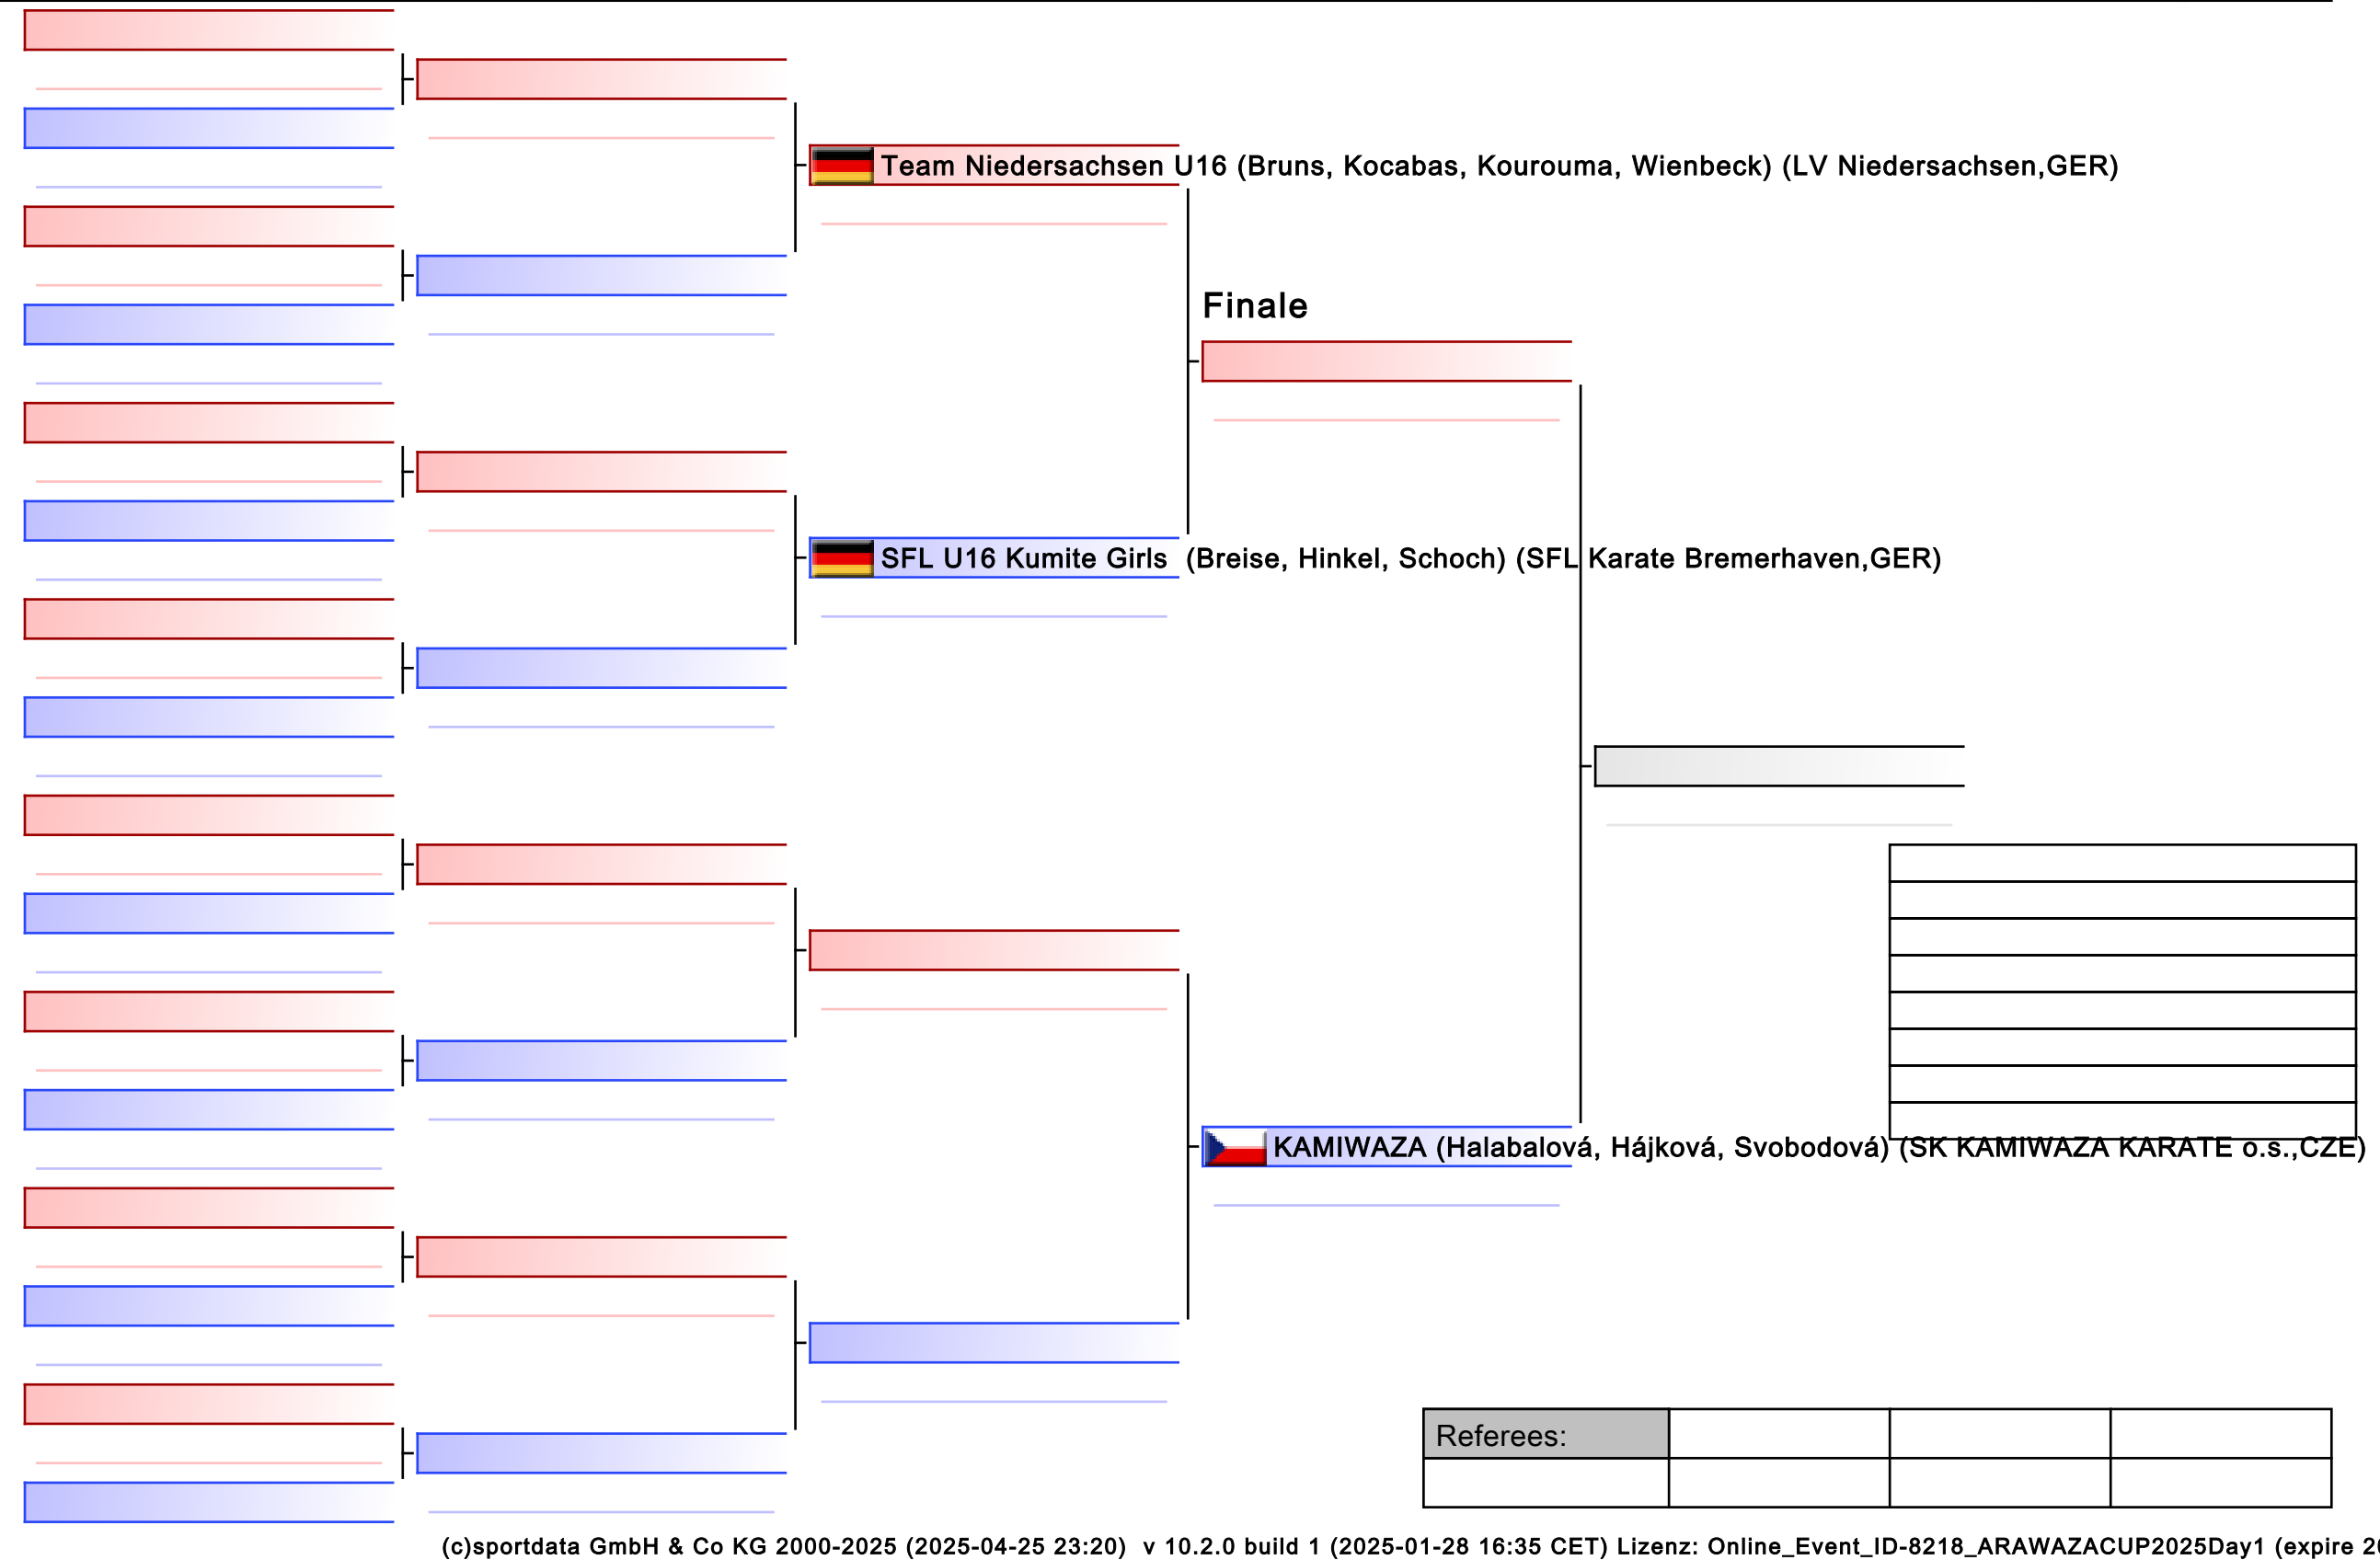 Team Niedersachsen U16 (Bruns, Kocabas, Kourouma, Wienbeck) (LV Niedersachsen,GER)
Finale
SFL U16 Kumite Girls  (Breise, Hinkel, Schoch) (SFL Karate Bremerhaven,GER)
KAMIWAZA (Halabalová, Hájková, Svobodová) (SK KAMIWAZA KARATE o.s.,CZE)
Referees:
(c)sportdata GmbH & Co KG 2000-2025 (2025-04-25 23:20)  v 10.2.0 build 1 (2025-01-28 16:35 CET) Lizenz: Online_Event_ID-8218_ARAWAZACUP2025Day1 (expire